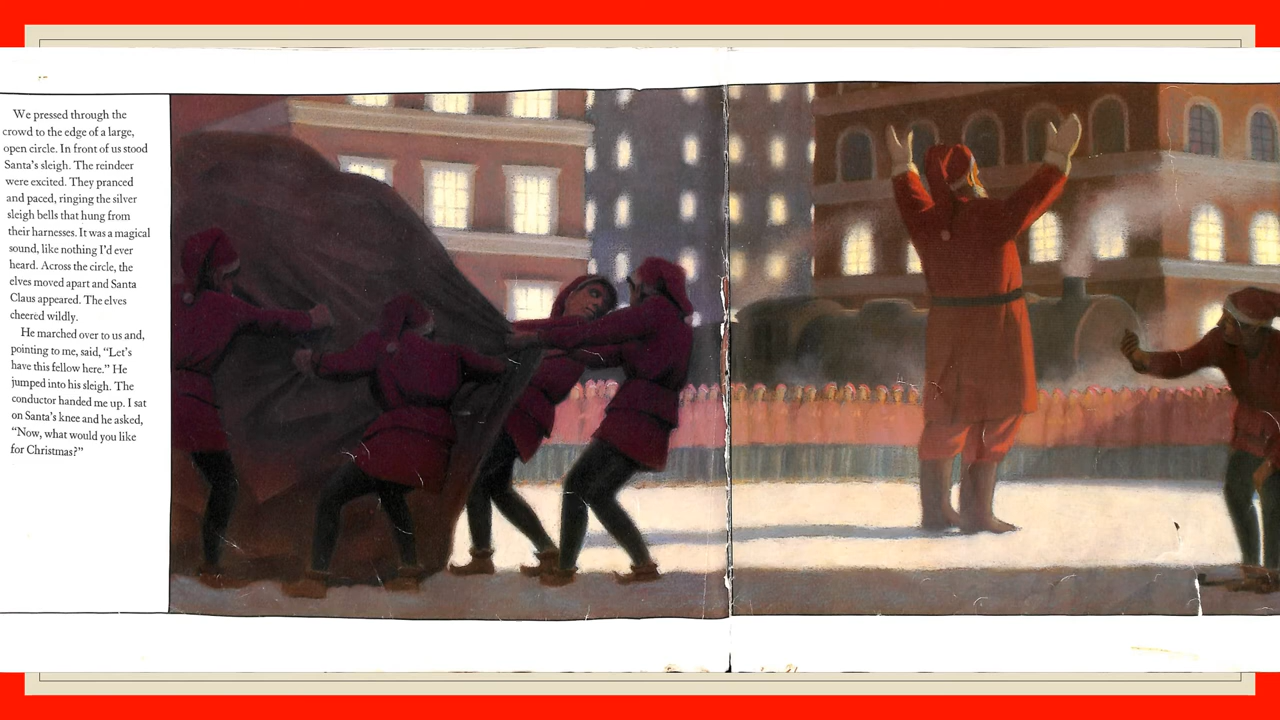 We pressed through the
crowd to the edge of a large,
open circle. In front of us stood
Santa's sleigh. The reindeer
were excited. They pranced
and paced, ringing the silver
sleigh bells that hung from
their harnesses. It was a magical
sound, like nothing I'd ever
heard. Across the circle, the
elves moved apart and Santa
Claus appeared. The elves
cheered wildly.
He marched over to us and,
pointing to me, said, “Let's
have this fellow here.” He
jumped into his sleigh. The
conductor handed me up. I sat
on Santa's knee and he asked,
“Now, what would you like
for Christmas?”